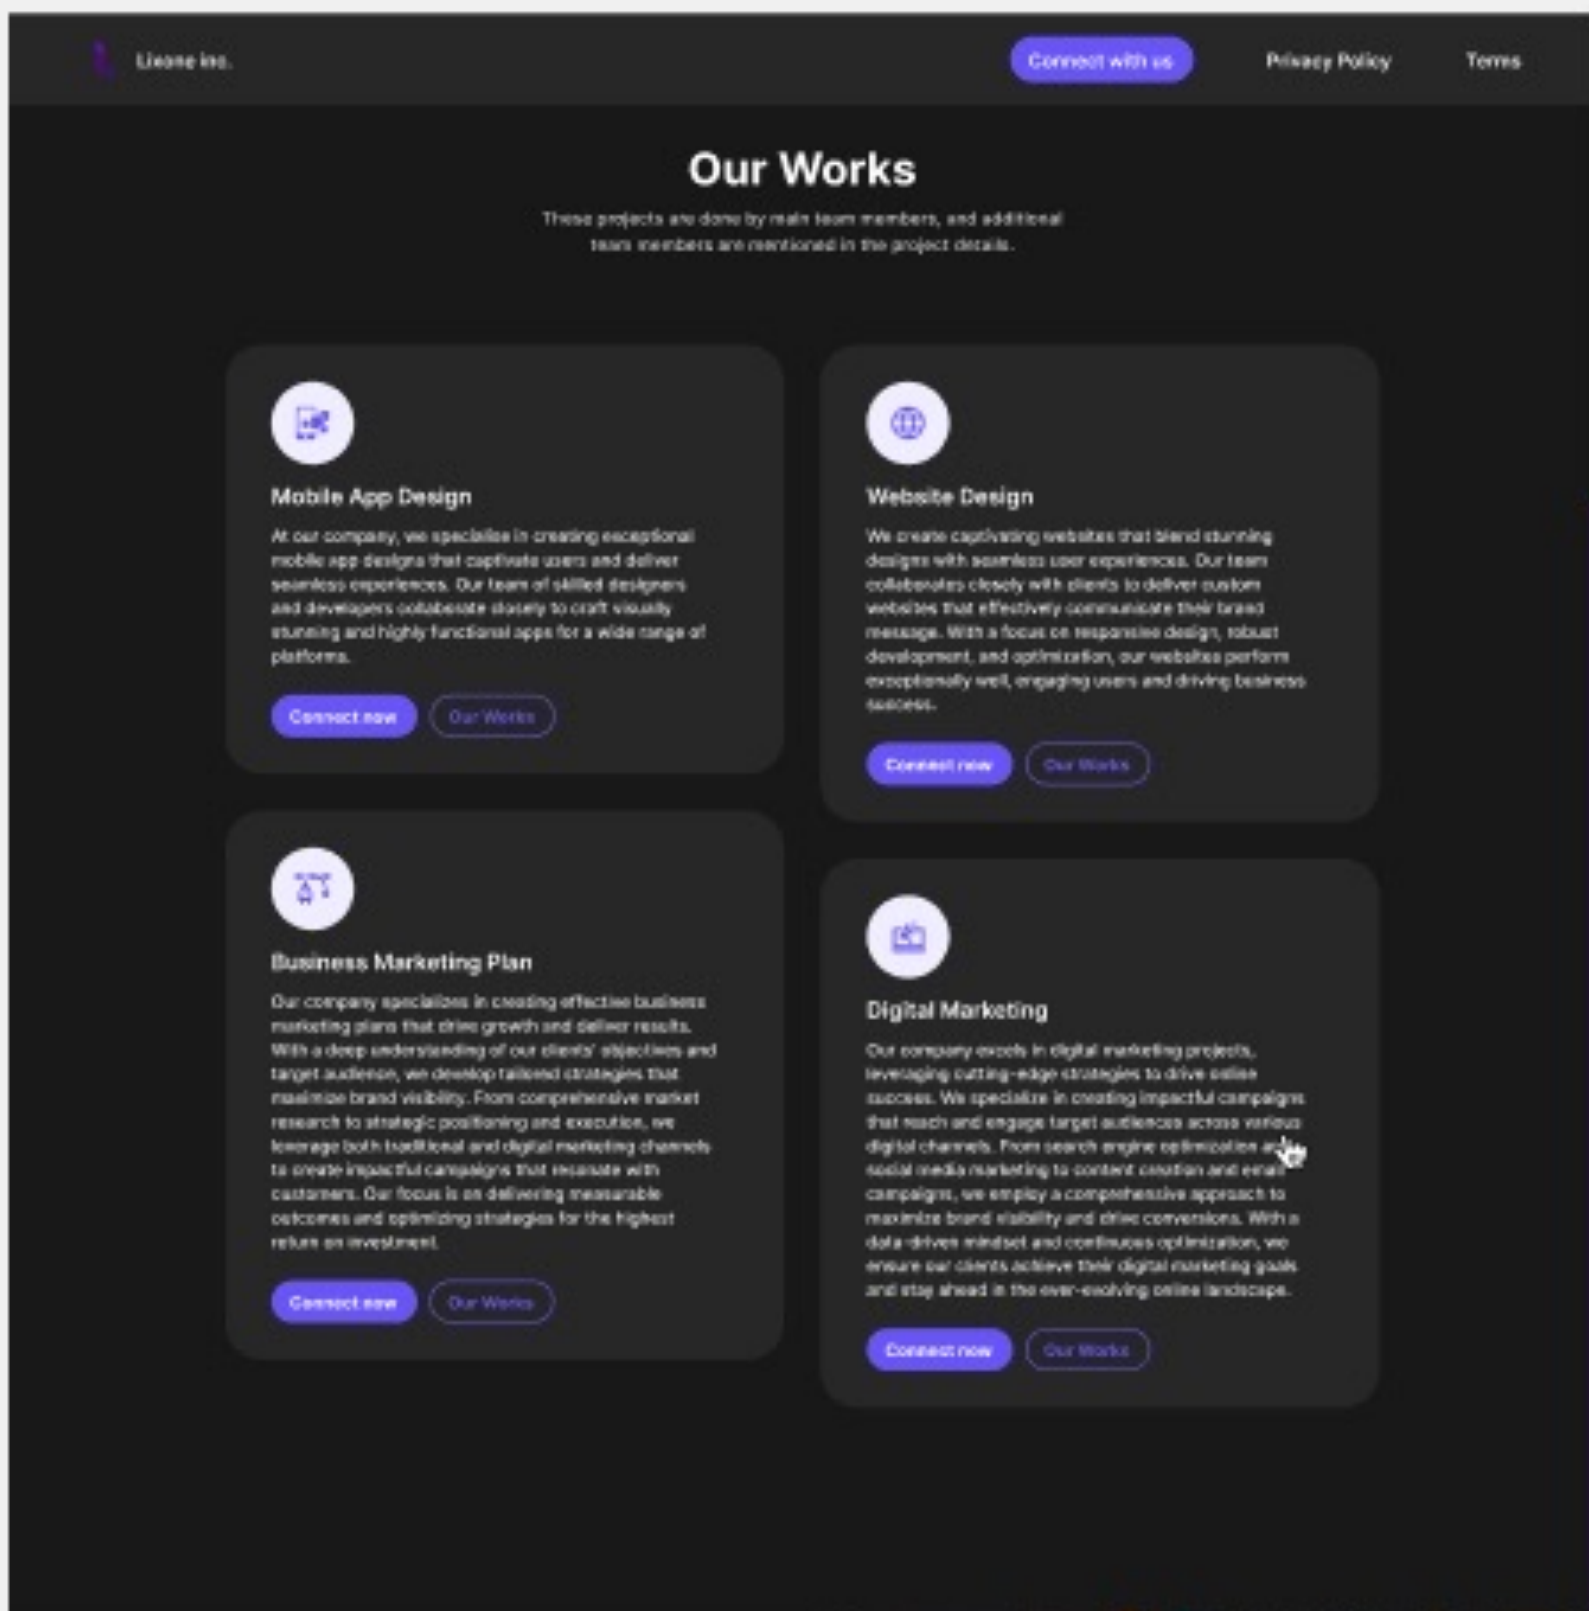 Lixone inc.
Connect with us
Privacy Policy
Terms
Our Works
These projects are done by main team members, and additional
team members are mentioned in the project details.
Mobile App Design
At our company, we specialise in creating exceptional
mobile app designs that captivate users and deliver
seamless experiences. Our team of skilled designers
and developers collaborate closely to craft visually
stunning and highly functional apps for a wide range of
platforms.
Connect now
Our Works
Website Design
We create captivating websites that blend stunning
designs with seamless user experiences. Our team
collaborates closely with clients to deliver custom
websites that effectively communicate their brand
message. With a focus on responsive design, robust
development, and optimization, our websites perform
exceptionally well, engaging users and driving business
success.
Connect now
Our Works
Business Marketing Plan
Our company specializes in creating effective business
marketing plans that drive growth and deliver results.
With a deep understanding of our clients' objectives and
target audience, we develop tailored strategies that
maximize brand visibility. From comprehensive market
research to strategic positioning and execution, we
leverage both traditional and digital marketing channels
to create impactful campaigns that resonate with
customers. Our focus is on delivering measurable
outcomes and optimizing strategies for the highest
return on investment.
Connect now
Our Works
Digital Marketing
Our company excels in digital marketing projects,
leveraging cutting-edge strategies to drive online
success. We specialize in creating impactful campaigns
that reach and engage target audiences across various
digital channels. From search engine optimization and
social media marketing to content creation and email
campaigns, we employ a comprehensive approach to
maximize brand visibility and drive conversions. With a
data-driven mindset and continuous optimization, we
ensure our clients achieve their digital marketing goals
and stay ahead in the ever-evolving online landscape.
Connect now
Our Works